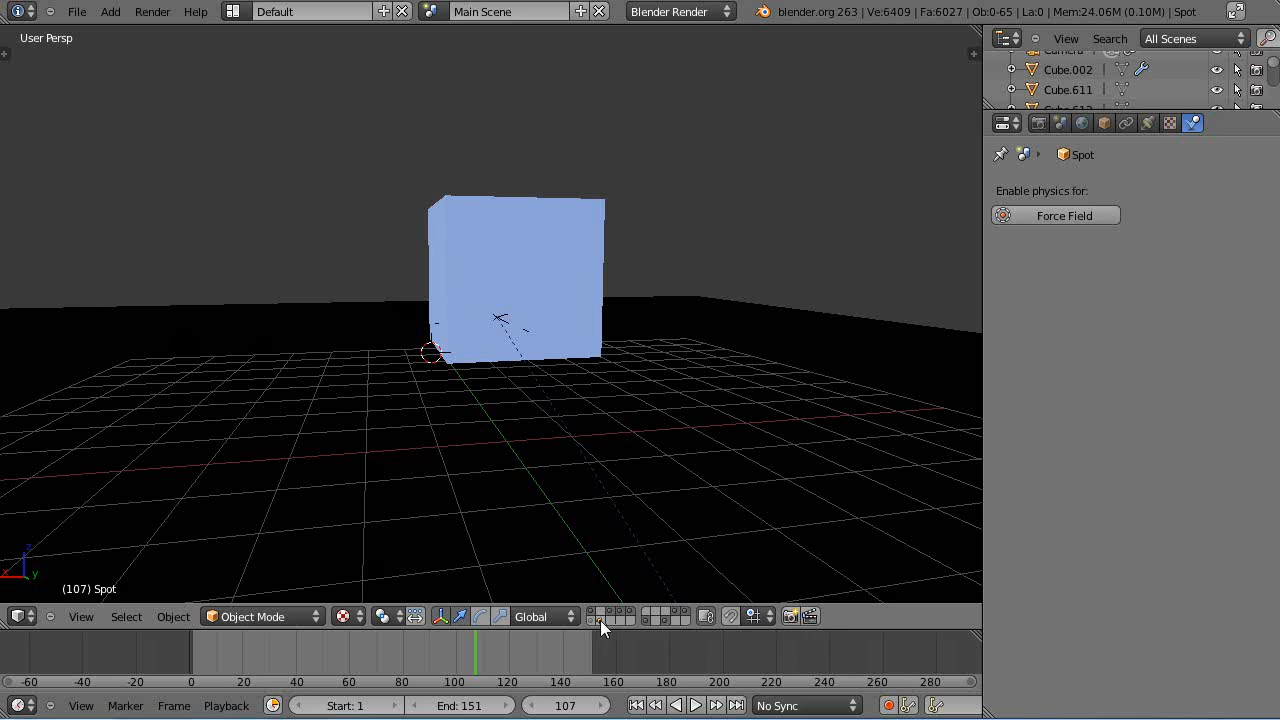 File Add Render Help Default Main Scene Blender Render blender.org 263 | Ve:6409 | Fa:6027 | Ob:0-65 | La:0 | Mem:24.06M (0.10M) | Spot
User Persp
View Search All Scenes
Camera
Cube.002
Cube.611
Cube.612
Spot
Enable physics for:
Force Field
z
x y
(107) Spot
View Select Object Object Mode Global
-60 -40 -20 0 20 40 60 80 100 120 140 160 180 200 220 240 260 280
View Marker Frame Playback Start: 1 End: 151 107 No Sync